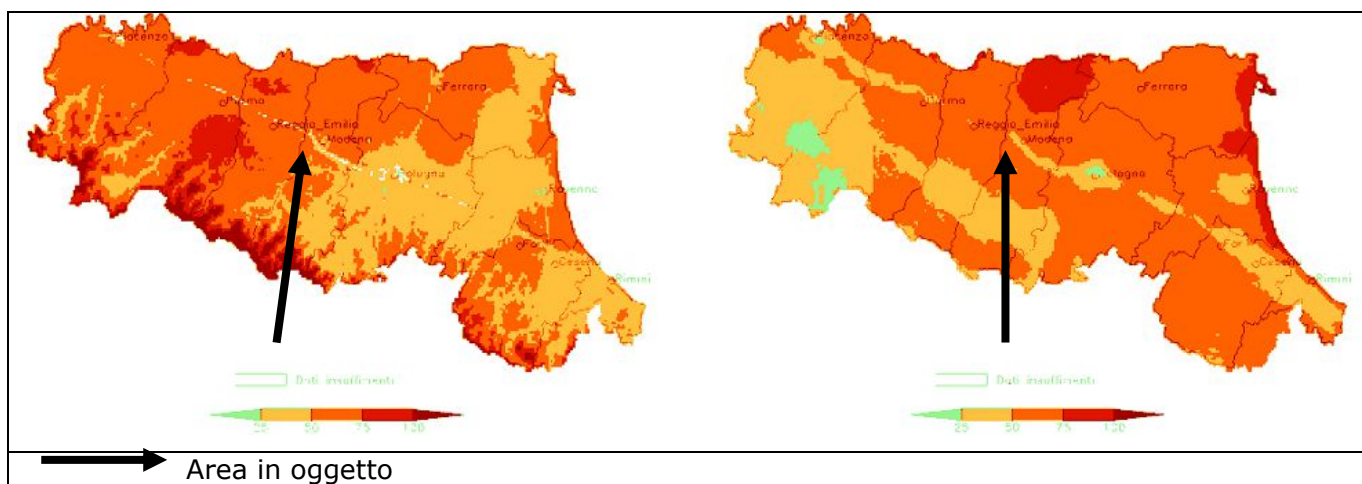 Piacenza
Parma
Reggio_Emilia
Modena
Bologna
Ferrara
Ravenna
Forlì
Cesena
Rimini
Dati insufficienti
25 50 75 120
Piacenza
Parma
Reggio_Emilia
Modena
Bologna
Ferrara
Ravenna
Cesena
Rimini
Dati insufficienti
25 50 75 120
Area in oggetto